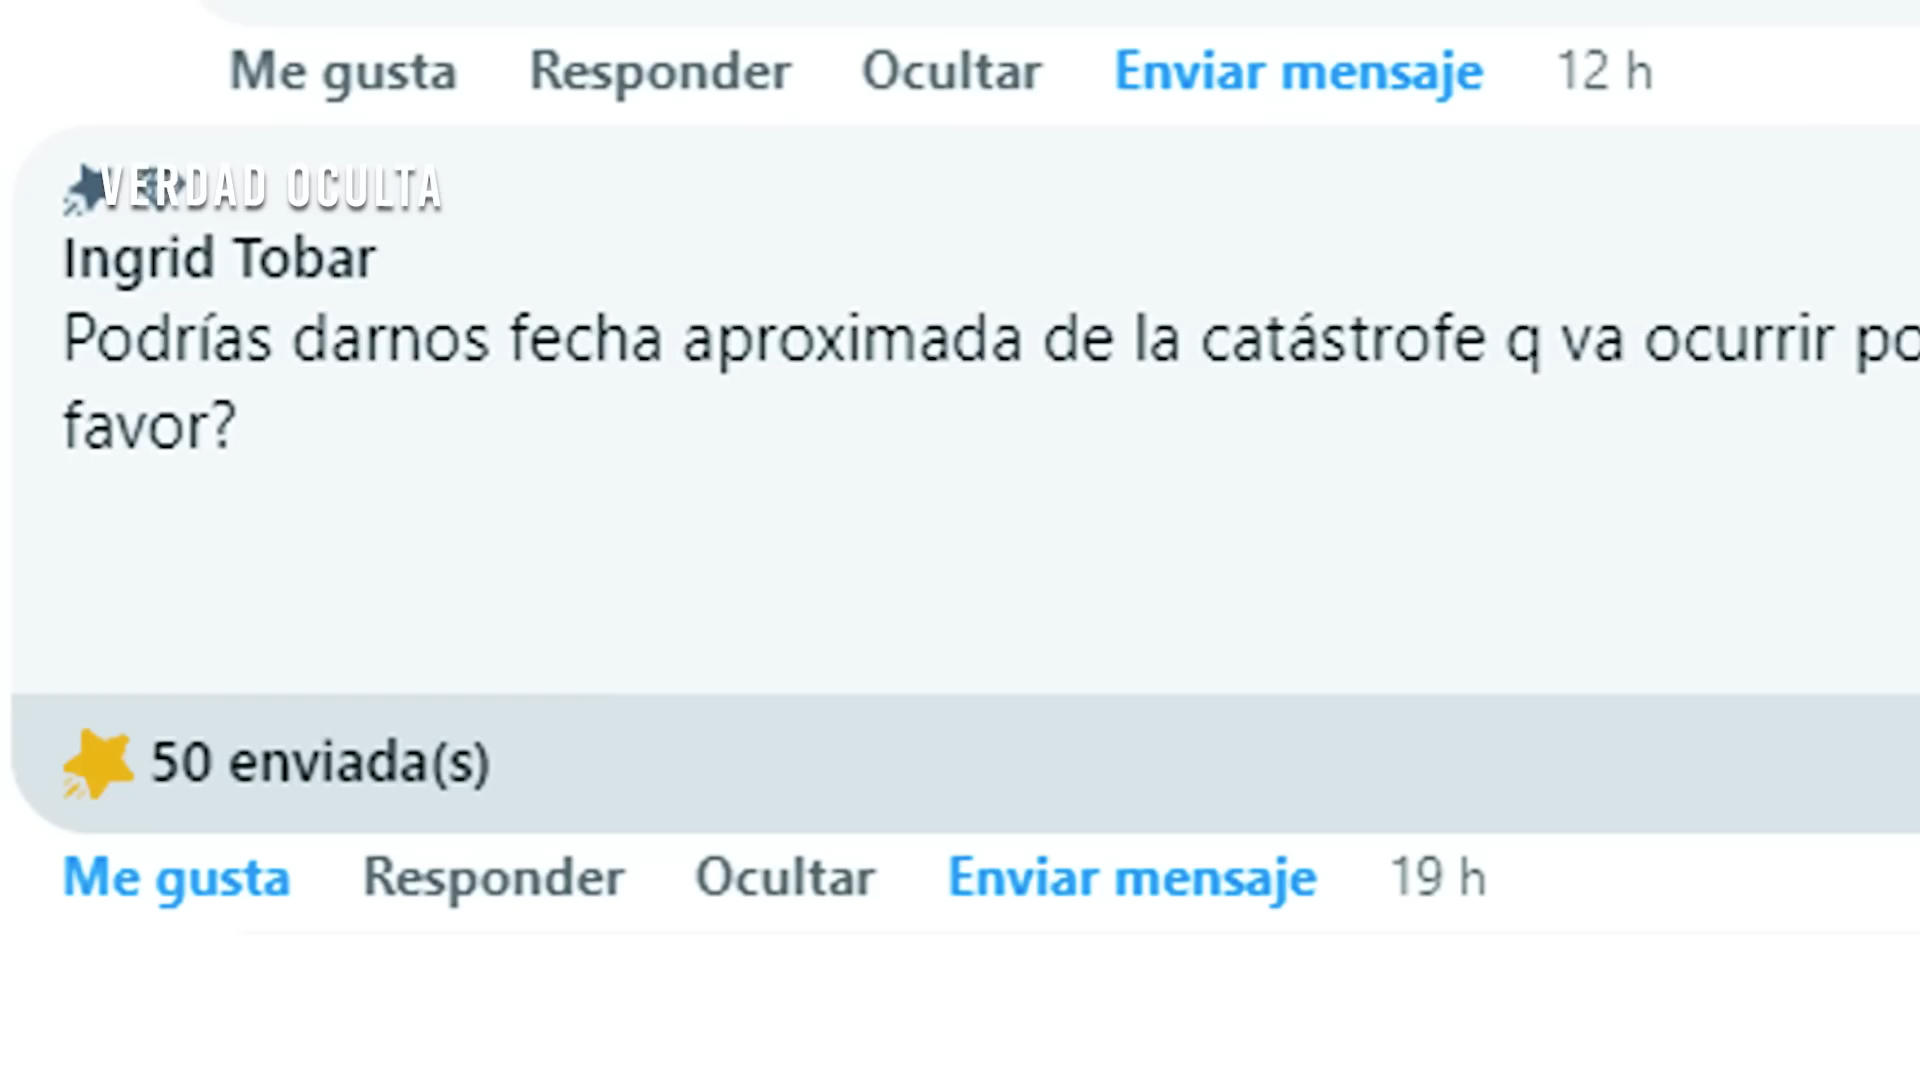 Me gusta Responder Ocultar Enviar mensaje 12 h
VERDAD OCULTA
Ingrid Tobar
Podrías darnos fecha aproximada de la catástrofe q va ocurrir po
favor?
50 enviada(s)
Me gusta Responder Ocultar Enviar mensaje 19 h